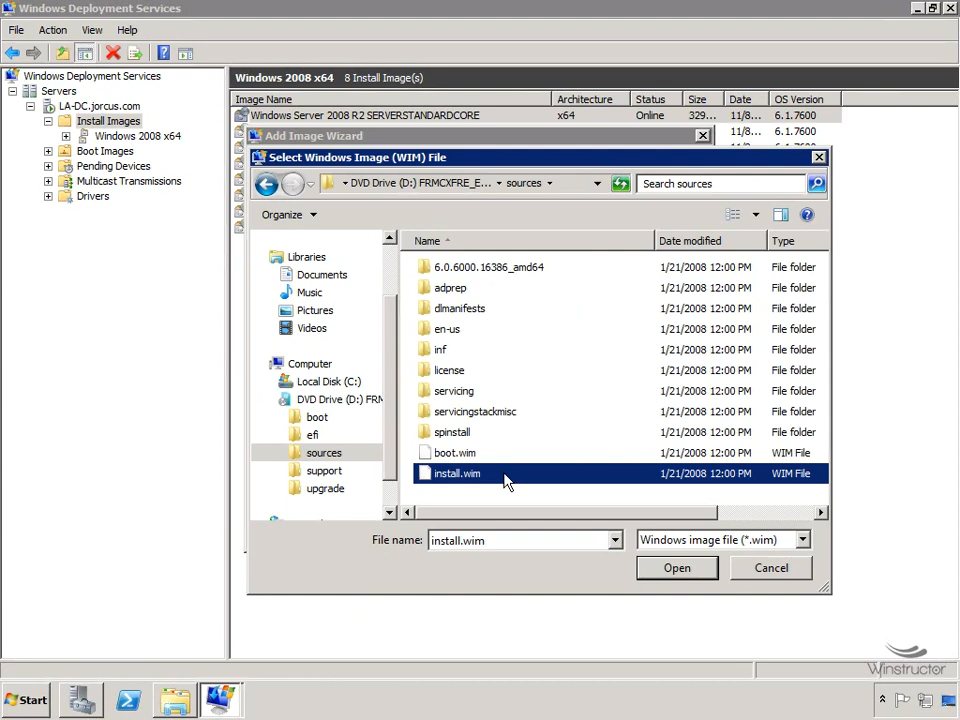 Windows Deployment Services
File Action View Help
Windows Deployment Services
Servers
LA-DC.jorcus.com
Install Images
Windows 2008 x64
Boot Images
Pending Devices
Multicast Transmissions
Drivers
Windows 2008 x64 8 Install Image(s)
Image Name Architecture Status Size Date OS Version
Windows Server 2008 R2 SERVERSTANDARDCORE x64 Online 329... 11/8... 6.1.7600
11/8... 6.1.7600
Add Image Wizard
Select Windows Image (WIM) File
DVD Drive (D:) FRMCXFRE_E... sources Search sources
Organize
Libraries
Documents
Music
Pictures
Videos
Computer
Local Disk (C:)
DVD Drive (D:) FRM
boot
efi
sources
support
upgrade
Name Date modified Type
6.0.6000.16386_amd64 1/21/2008 12:00 PM File folder
adprep 1/21/2008 12:00 PM File folder
dlmanifests 1/21/2008 12:00 PM File folder
en-us 1/21/2008 12:00 PM File folder
inf 1/21/2008 12:00 PM File folder
license 1/21/2008 12:00 PM File folder
servicing 1/21/2008 12:00 PM File folder
servicingstackmisc 1/21/2008 12:00 PM File folder
spinstall 1/21/2008 12:00 PM File folder
boot.wim 1/21/2008 12:00 PM WIM File
install.wim 1/21/2008 12:00 PM WIM File
File name: install.wim Windows image file (*.wim)
Open Cancel
Winstructor
Start